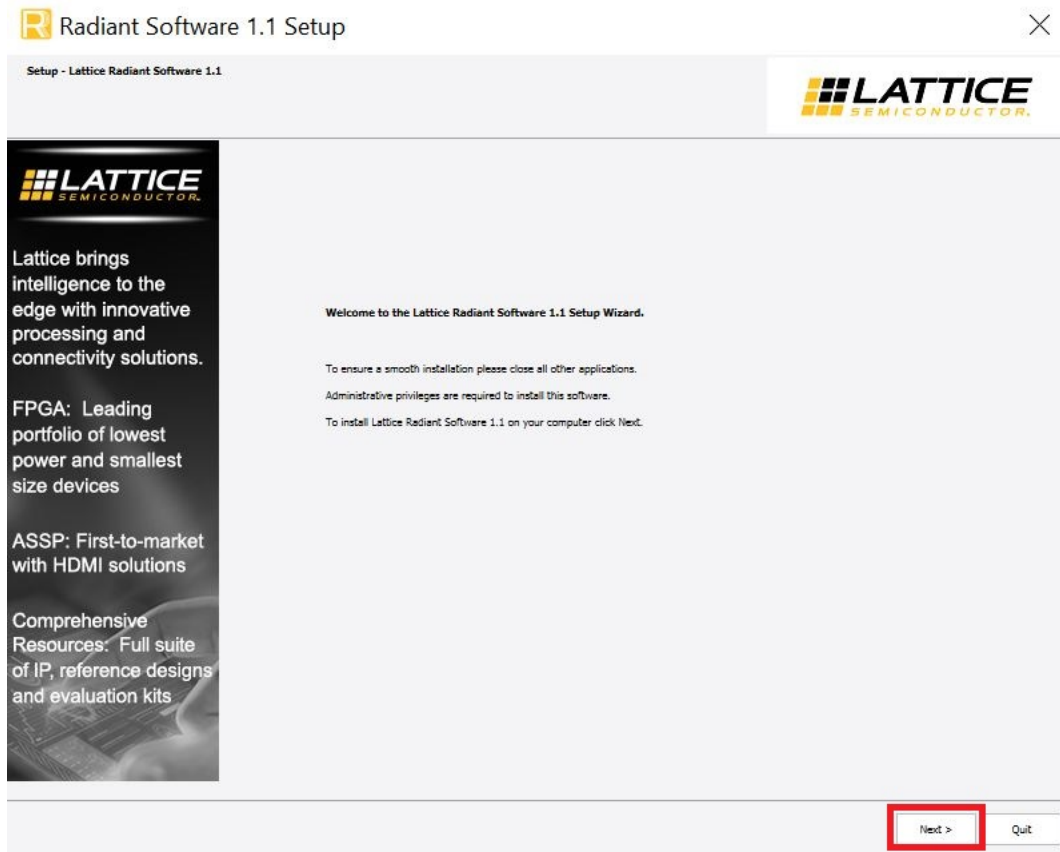 Radiant Software 1.1 Setup
Setup - Lattice Radiant Software 1.1
LATTICE
SEMICONDUCTOR.
LATTICE
SEMICONDUCTOR.
Lattice brings
intelligence to the
edge with innovative
processing and
connectivity solutions.
FPGA: Leading
portfolio of lowest
power and smallest
size devices
ASSP: First-to-market
with HDMI solutions
Comprehensive
Resources: Full suite
of IP, reference designs
and evaluation kits
Welcome to the Lattice Radiant Software 1.1 Setup Wizard.
To ensure a smooth installation please close all other applications.
Administrative privileges are required to install this software.
To install Lattice Radiant Software 1.1 on your computer click Next.
Next >
Quit